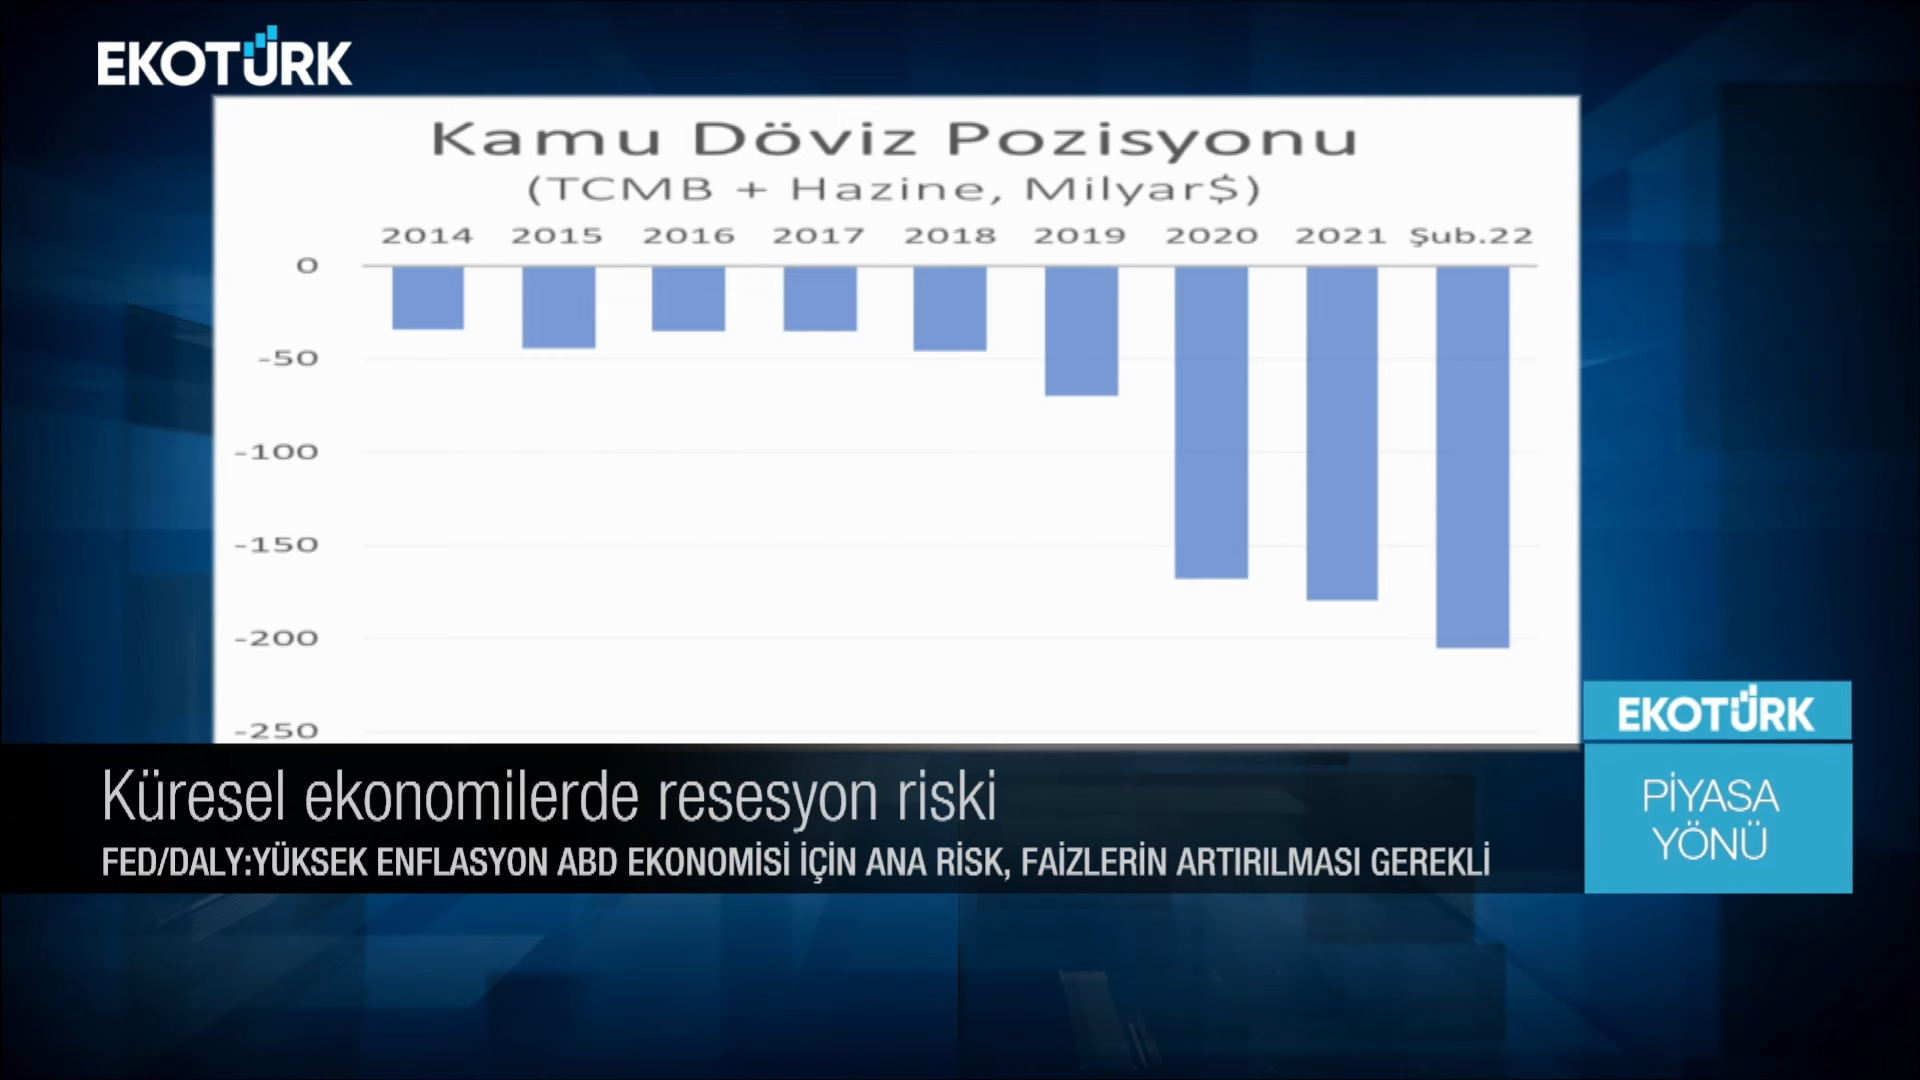 EKOTÜRK
Kamu Döviz Pozisyonu
(TCMB + Hazine, Milyar$)
2014 2015 2016 2017 2018 2019 2020 2021 Şub.22
0
-50
-100
-150
-200
-250
EKOTÜRK
PİYASA
YÖNÜ
Küresel ekonomilerde resesyon riski
FED/DALY:YÜKSEK ENFLASYON ABD EKONOMİSİ İÇİN ANA RİSK, FAİZLERİN ARTIRILMASI GEREKLİ